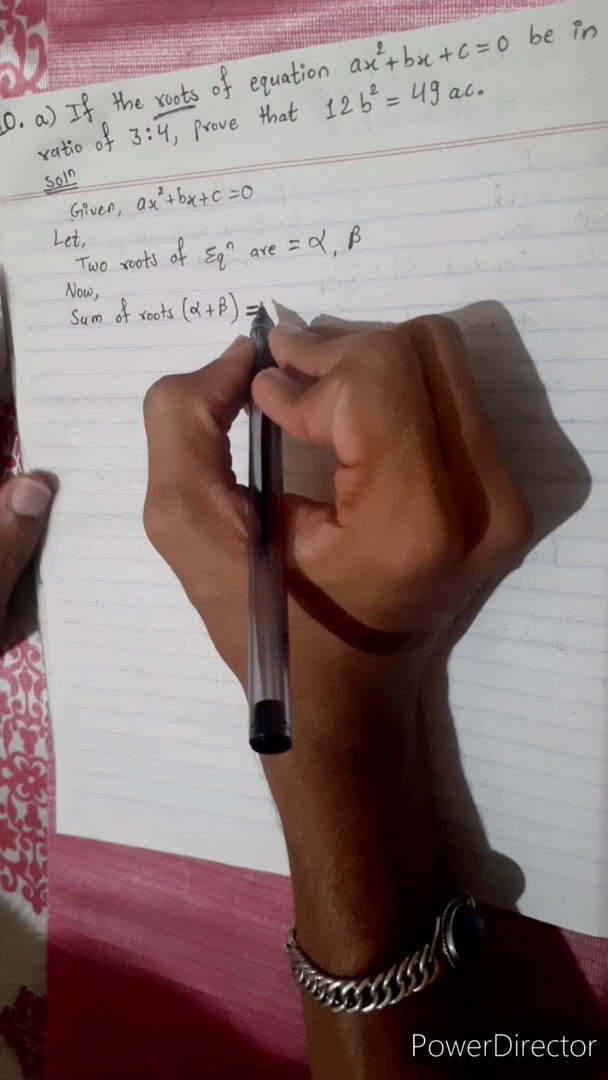 10. a) If the roots of equation ax²+bx+c=0 be in
ratio of 3:4, prove that 12b² = 49ac.
Solⁿ
Given, ax²+bx+c=0
Let,
Two roots of Eqⁿ are = α, β
Now,
Sum of roots (α+β) =
PowerDirector